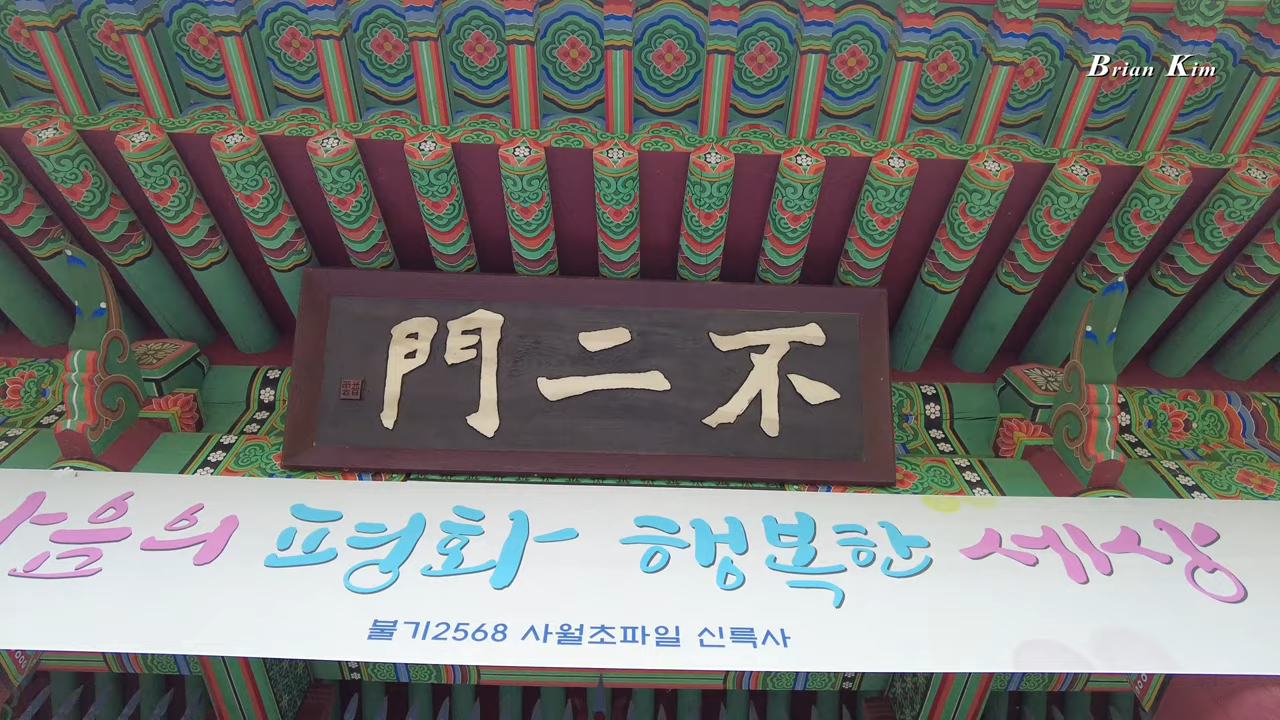 Brian Kim
門二不
마음의 평화 행복한 세상
불기2568 사월초파일 신륵사